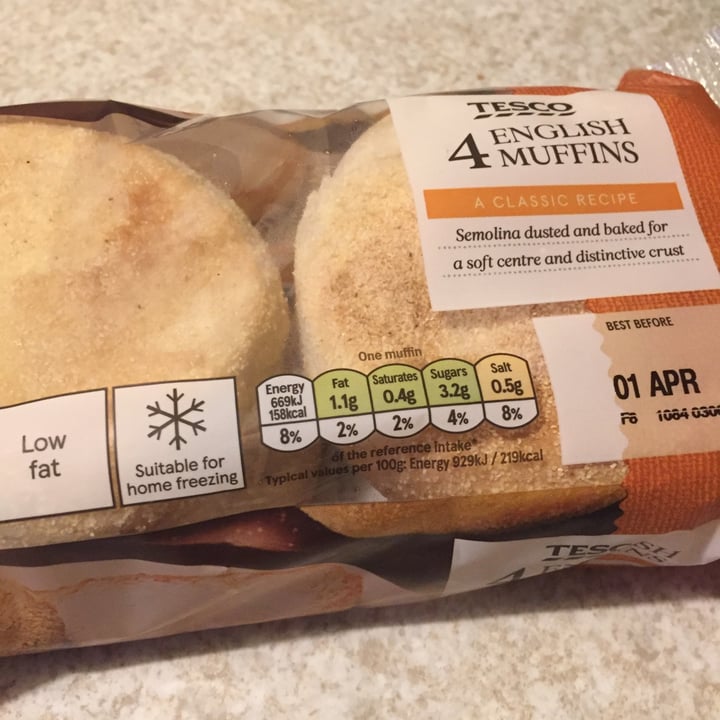 TESCO
4 ENGLISH
MUFFINS
A CLASSIC RECIPE
Semolina dusted and baked for
a soft centre and distinctive crust
BEST BEFORE
01 APR
F6
One muffin
Energy
669kJ
158kcal
8%
Fat
1.1g
2%
Saturates
0.4g
2%
Sugars
3.2g
4%
Salt
0.5g
8%
of the reference intake*
Typical values per 100g: Energy 929kJ / 219kcal
Low
fat
Suitable for
home freezing